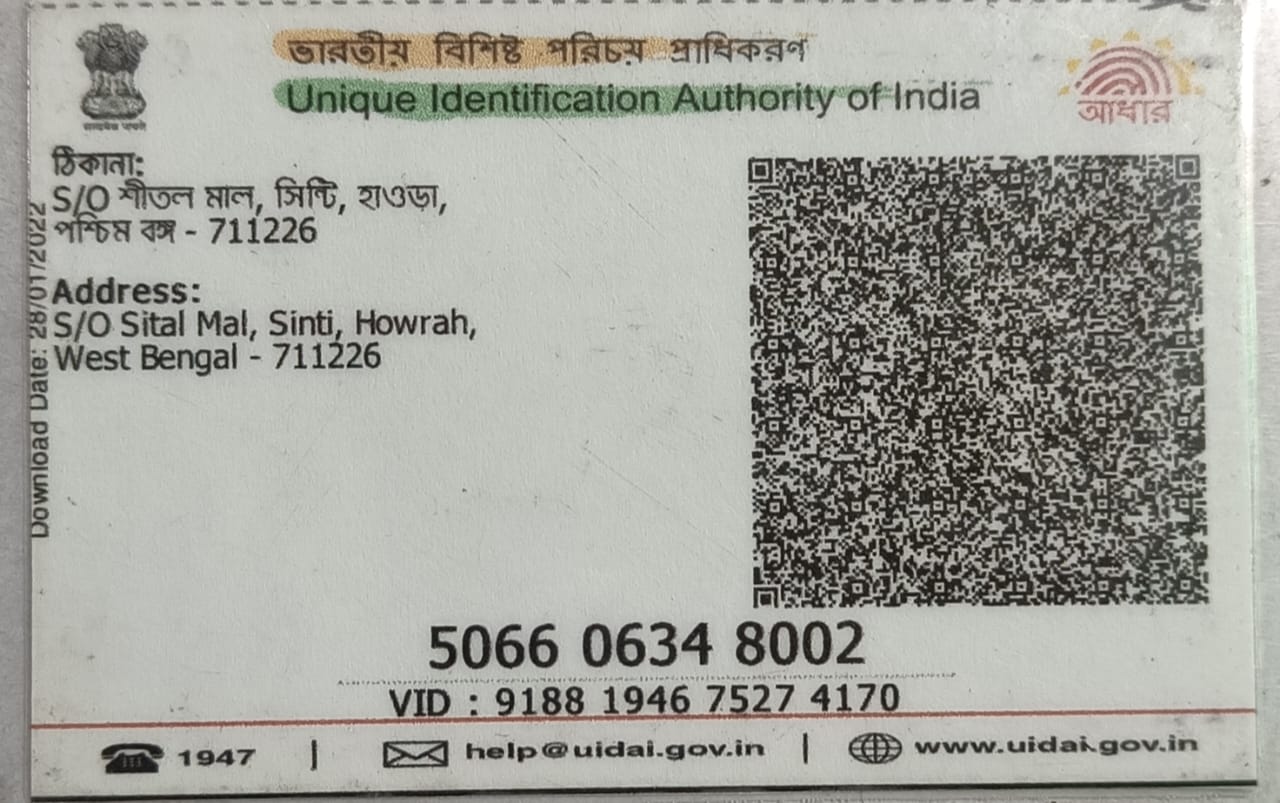 ভারতীয় বিশিষ্ট পরিচয় প্রাধিকরণ
Unique Identification Authority of India
আধার
ঠিকানা:
S/O শীতল মাল, সিন্টি, হাওড়া,
পশ্চিম বঙ্গ - 711226
Address:
S/O Sital Mal, Sinti, Howrah,
West Bengal - 711226
Download Date: 28/01/2022
5066 0634 8002
VID : 9188 1946 7527 4170
1947 | help@uidai.gov.in | www.uidai.gov.in